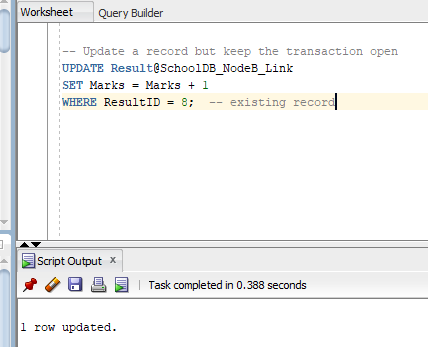 Worksheet Query Builder
-- Update a record but keep the transaction open
UPDATE Result@SchoolDB_NodeB_Link
SET Marks = Marks + 1
WHERE ResultID = 8;  -- existing record
Script Output x
Task completed in 0.388 seconds
1 row updated.